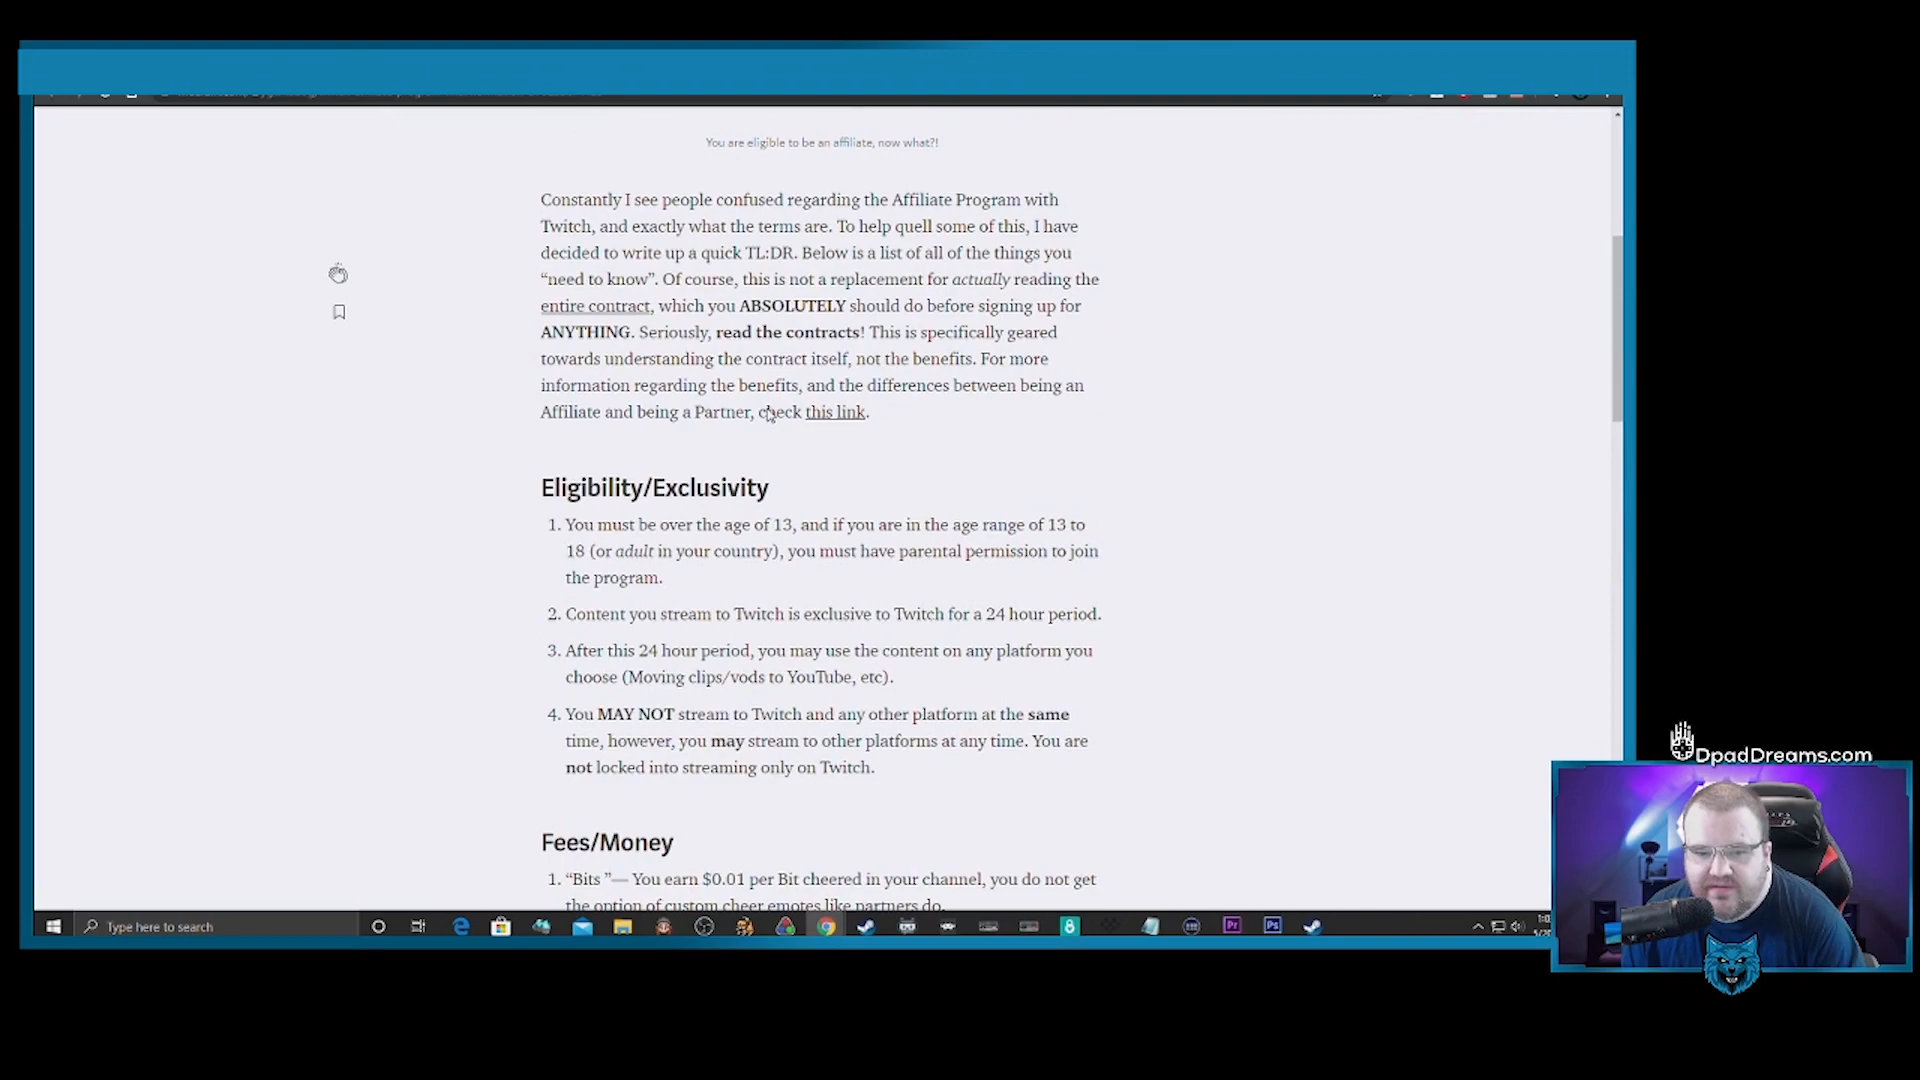 You are eligible to be an affiliate, now what?!
Constantly I see people confused regarding the Affiliate Program with
Twitch, and exactly what the terms are. To help quell some of this, I have
decided to write up a quick TL:DR. Below is a list of all of the things you
“need to know”. Of course, this is not a replacement for actually reading the
entire contract, which you ABSOLUTELY should do before signing up for
ANYTHING. Seriously, read the contracts! This is specifically geared
towards understanding the contract itself, not the benefits. For more
information regarding the benefits, and the differences between being an
Affiliate and being a Partner, check this link.
Eligibility/Exclusivity
1. You must be over the age of 13, and if you are in the age range of 13 to
18 (or adult in your country), you must have parental permission to join
the program.
2. Content you stream to Twitch is exclusive to Twitch for a 24 hour period.
3. After this 24 hour period, you may use the content on any platform you
choose (Moving clips/vods to YouTube, etc).
4. You MAY NOT stream to Twitch and any other platform at the same
time, however, you may stream to other platforms at any time. You are
not locked into streaming only on Twitch.
Fees/Money
1. “Bits ”— You earn $0.01 per Bit cheered in your channel, you do not get
the option of custom cheer emotes like partners do.
DpadDreams.com
Type here to search
8
Pr
Ps